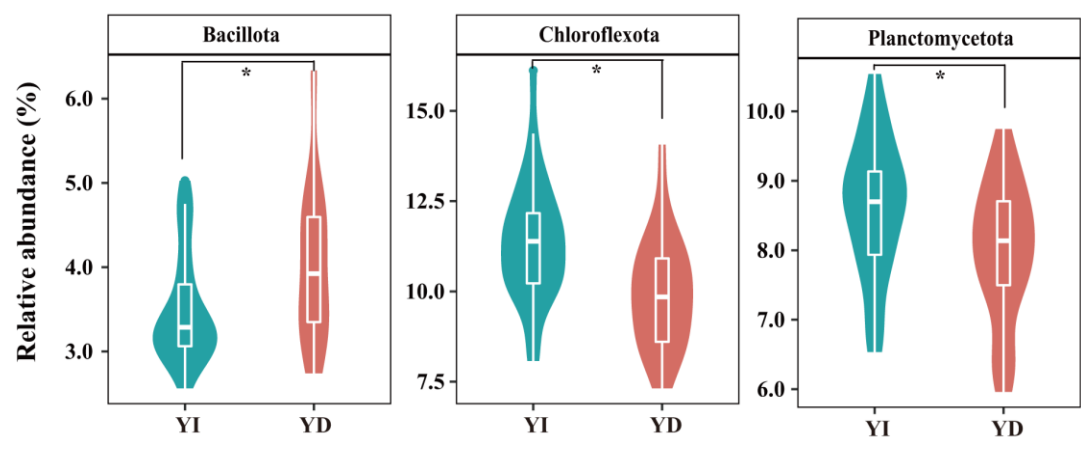 Bacillota
Chloroflexota
Planctomycetota
Relative abundance (%)
*
*
*
6.0
5.0
4.0
3.0
15.0
12.5
10.0
7.5
10.0
9.0
8.0
7.0
6.0
YI
YD
YI
YD
YI
YD